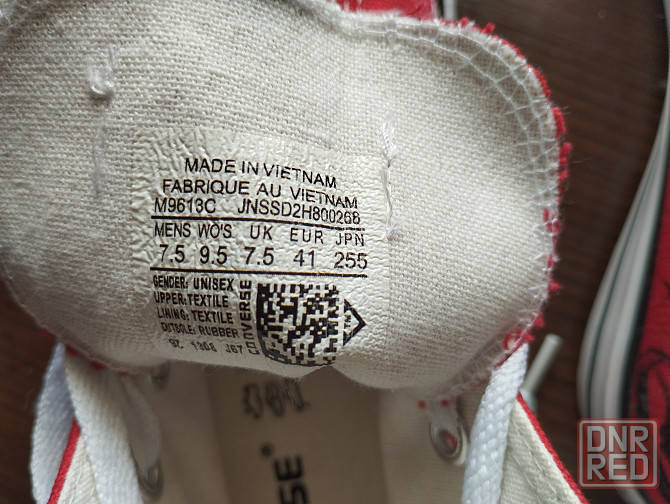 MADE IN VIETNAM
FABRIQUE AU VIETNAM
M9613C JNSSD2H800268
MENS WO'S UK EUR JPN
7.5 9.5 7.5 41 255
GENDER: UNISEX
UPPER: TEXTILE
LINING: TEXTILE
OUTSOLE: RUBBER
CONVERSE
DNR
RED